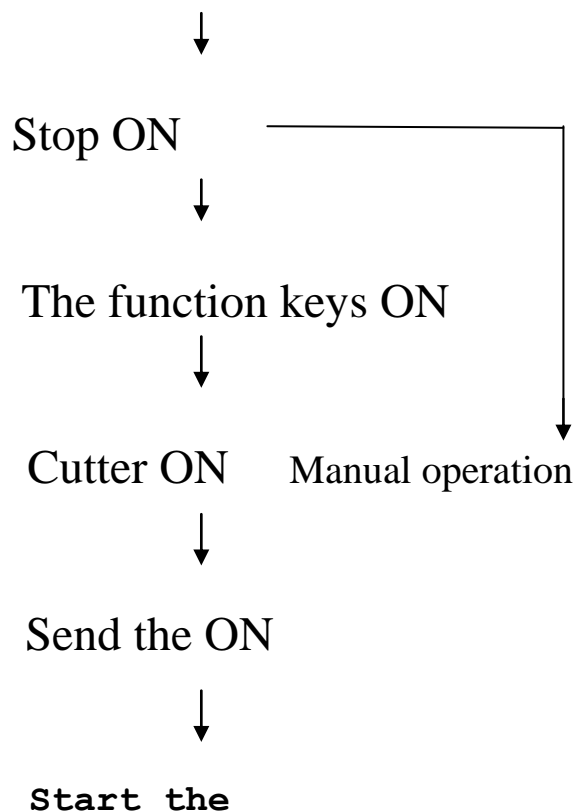 Stop ON
The function keys ON
Cutter ON Manual operation
Send the ON
Start the